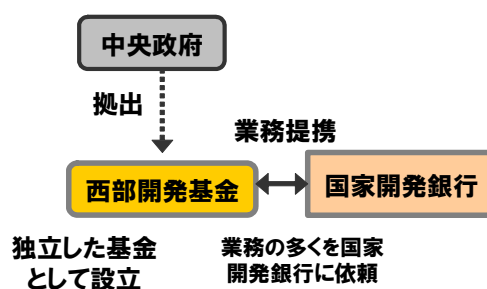 中央政府
拠出
業務提携
西部開発基金
国家開発銀行
独立した基金
として設立
業務の多くを国家
開発銀行に依頼